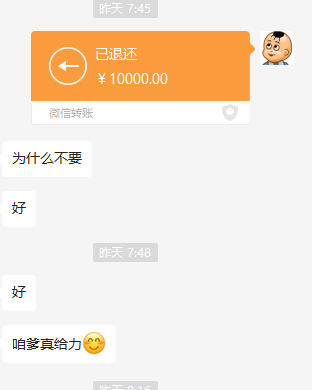 昨天 7:45
已退还
￥10000.00
微信转账
为什么不要
好
昨天 7:48
好
咱爹真给力😊